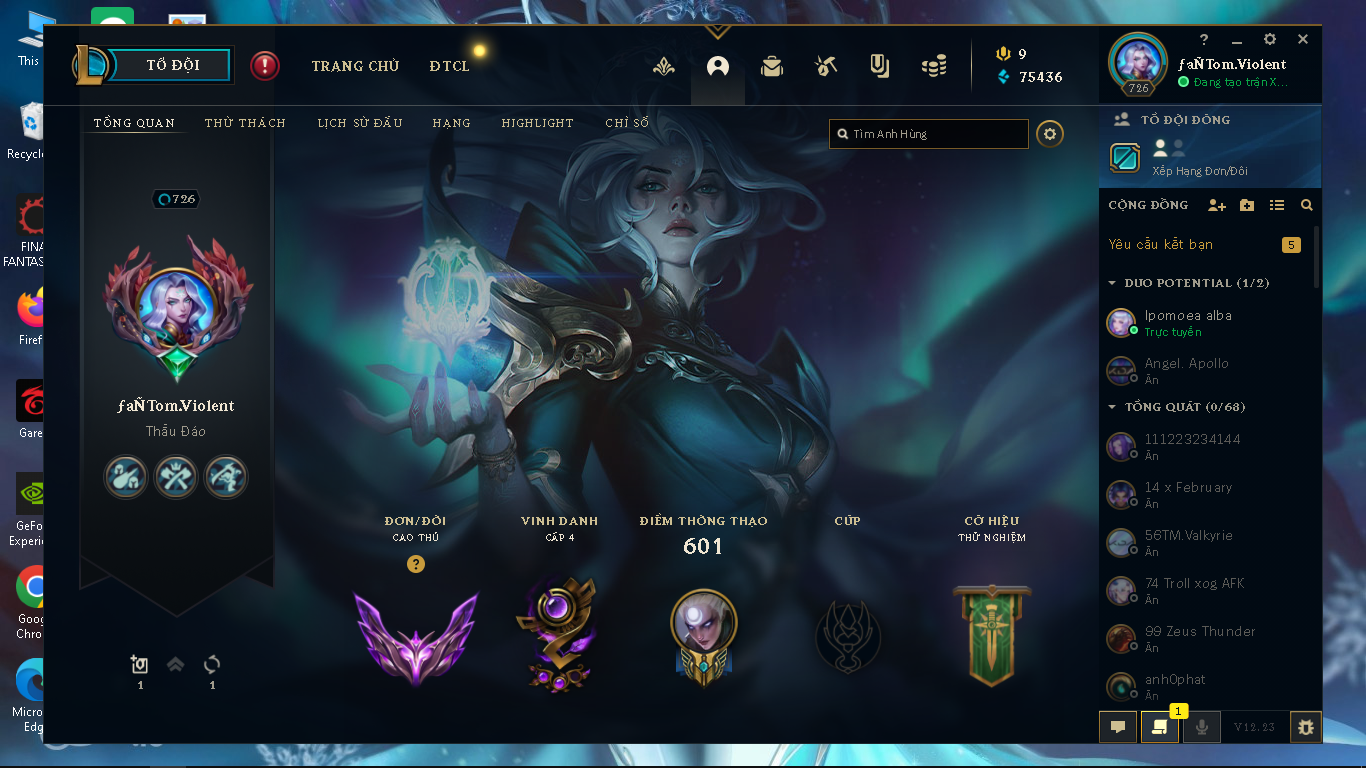 This
Recycle
FINA
FANTAS
Firef
Gare
GeFo
Experie
Goog
Chro
Micro
Edg
TỔ ĐỘI
TRANG CHỦ
ĐTCL
9
75436
726
ƒaÑTom.Violent
Đang tạo trận X...
TỔNG QUAN
THỬ THÁCH
LỊCH SỬ ĐẤU
HẠNG
HIGHLIGHT
CHỈ SỐ
Tìm Anh Hùng
726
ƒaÑTom.Violent
Thẩu Đáo
1
1
ĐƠN/ĐÔI
CAO THỦ
?
VINH DANH
CẤP 4
ĐIỂM THÔNG THẠO
601
CÚP
CỜ HIỆU
THỬ NGHIỆM
TỔ ĐỘI ĐÓNG
Xếp Hạng Đơn/Đôi
CỘNG ĐỒNG
Yêu cầu kết bạn
5
DUO POTENTIAL (1/2)
Ipomoea alba
Trực tuyến
Angel. Apollo
Ẩn
TỔNG QUÁT (0/68)
111223234144
Ẩn
14 x February
Ẩn
56TM.Valkyrie
Ẩn
74 Troll xog AFK
Ẩn
99 Zeus Thunder
Ẩn
anh0phat
Ẩn
1
V12.23